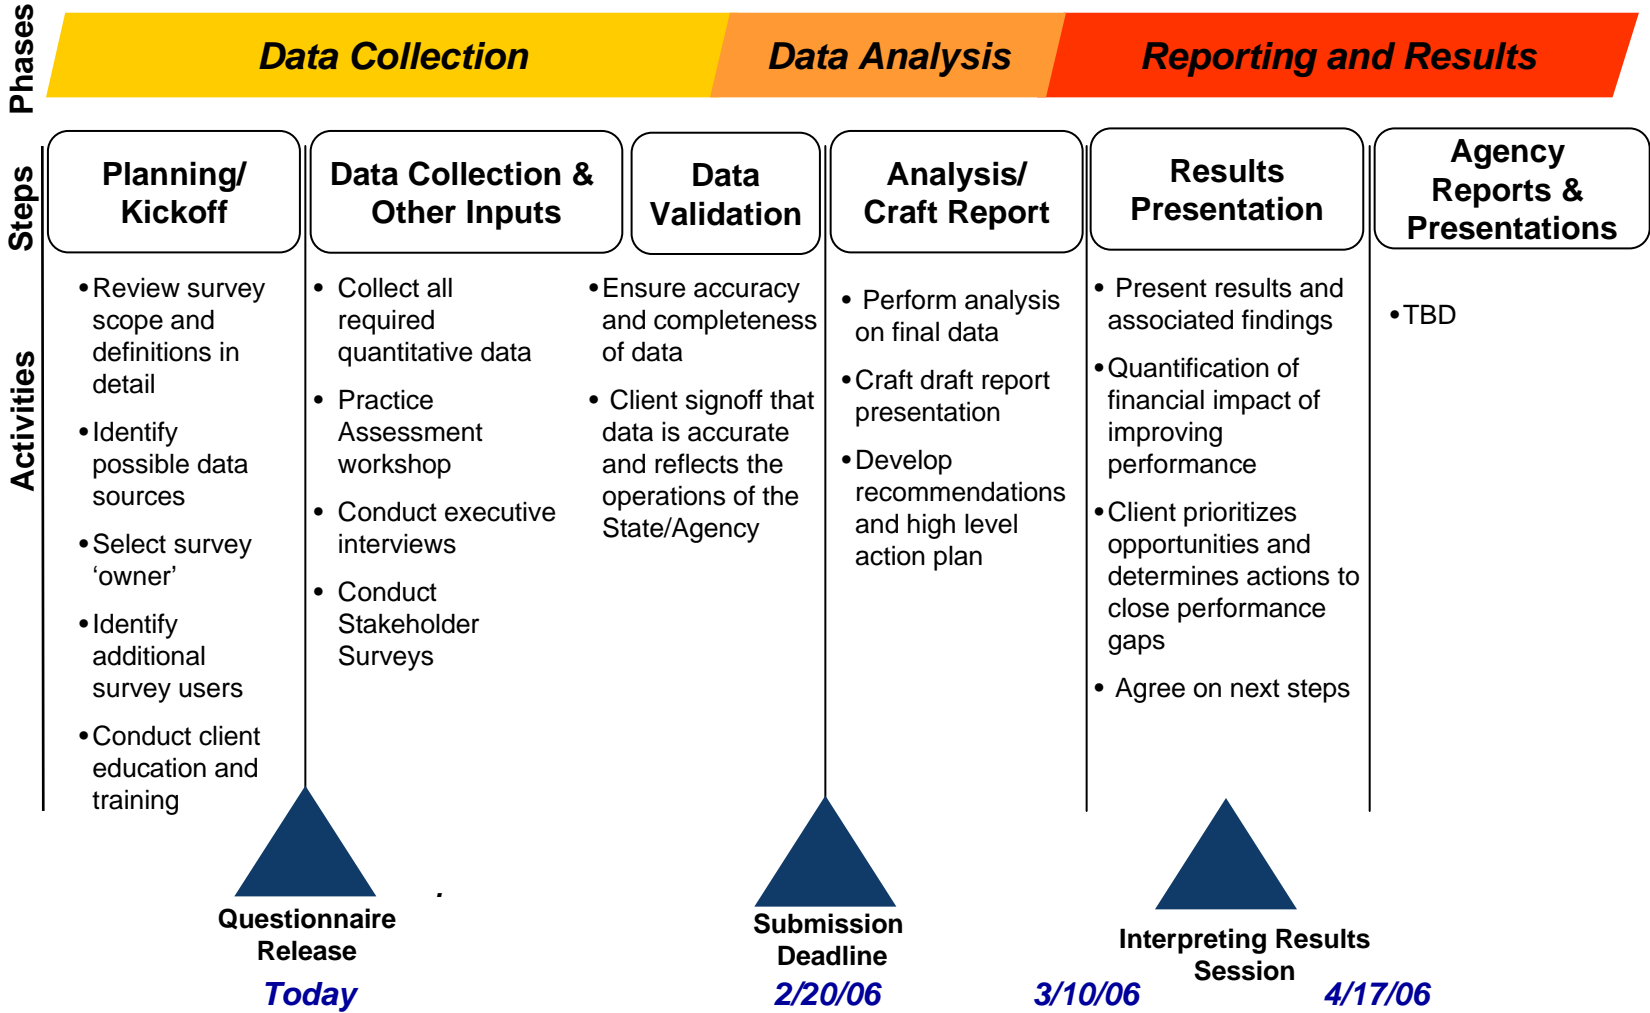 Phases
Data Collection
Data Analysis
Reporting and Results
Steps
Planning/
Kickoff
Data Collection &
Other Inputs
Data
Validation
Analysis/
Craft Report
Results
Presentation
Agency
Reports &
Presentations
Activities
•Review survey
scope and
definitions in
detail
•Identify
possible data
sources
•Select survey
‘owner’
•Identify
additional
survey users
•Conduct client
education and
training
• Collect all
required
quantitative data
• Practice
Assessment
workshop
• Conduct executive
interviews
• Conduct
Stakeholder
Surveys
•Ensure accuracy
and completeness
of data
• Client signoff that
data is accurate
and reflects the
operations of the
State/Agency
• Perform analysis
on final data
•Craft draft report
presentation
•Develop
recommendations
and high level
action plan
• Present results and
associated findings
•Quantification of
financial impact of
improving
performance
•Client prioritizes
opportunities and
determines actions to
close performance
gaps
• Agree on next steps
•TBD
.
Questionnaire
Release
Today
Submission
Deadline
2/20/06
3/10/06
Interpreting Results
Session
4/17/06